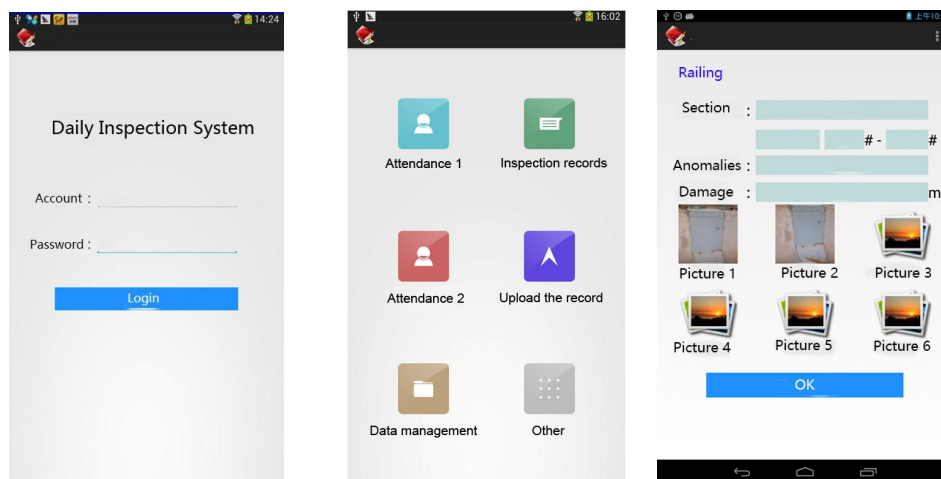 14:24
Daily Inspection System
Account :
Password :
Login
16:02
Attendance 1
Inspection records
Attendance 2
Upload the record
Data management
Other
上午10:
Railing
Section :
# - #
Anomalies :
Damage : m
Picture 1
Picture 2
Picture 3
Picture 4
Picture 5
Picture 6
OK